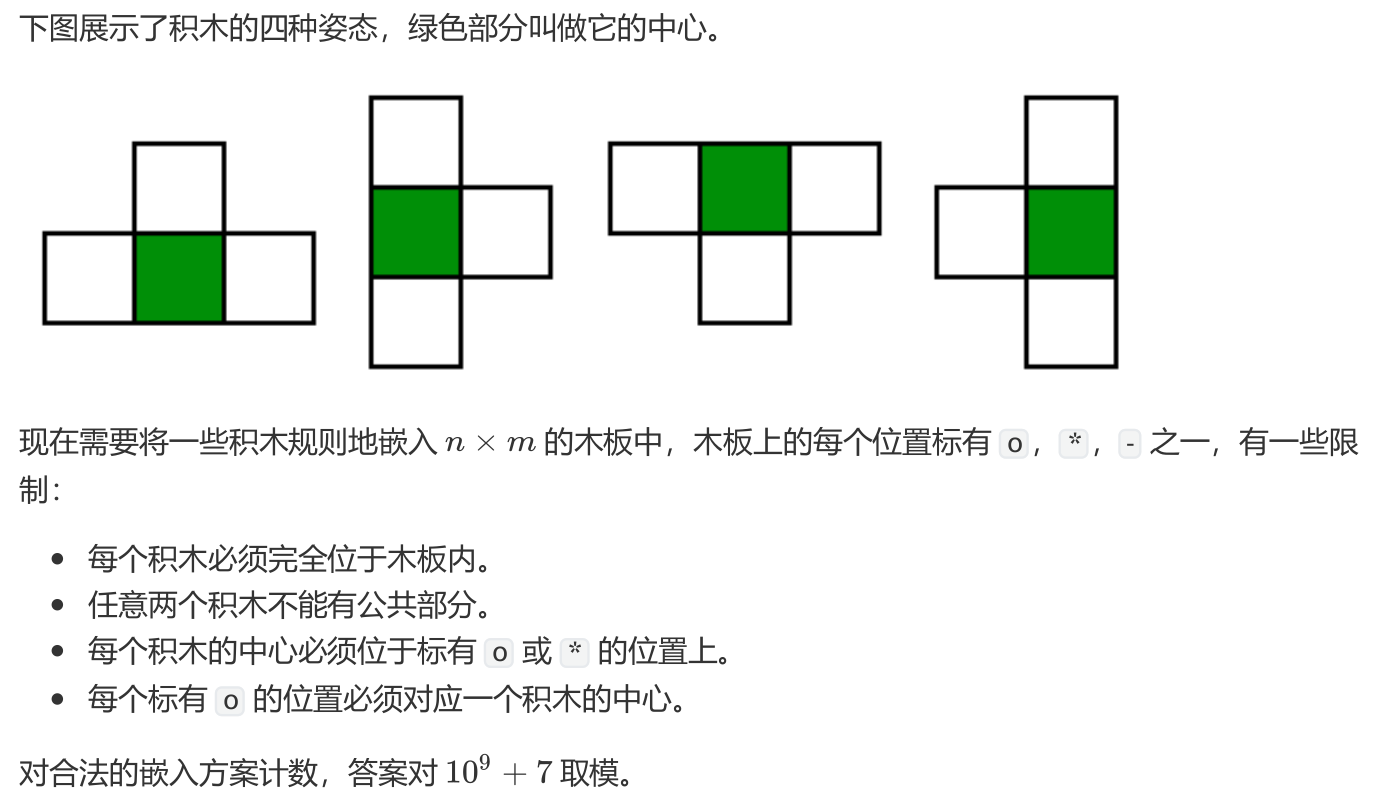 下图展示了积木的四种姿态，绿色部分叫做它的中心。
现在需要将一些积木规则地嵌入 n × m 的木板中，木板上的每个位置标有 o，*，- 之一，有一些限
制：
• 每个积木必须完全位于木板内。
• 任意两个积木不能有公共部分。
• 每个积木的中心必须位于标有 o 或 * 的位置上。
• 每个标有 o 的位置必须对应一个积木的中心。
对合法的嵌入方案计数，答案对 10⁹ + 7 取模。